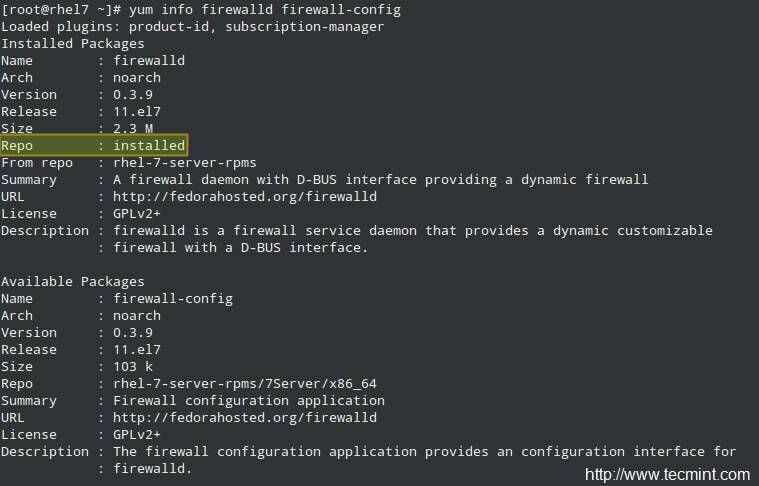 [root@rhel7 ~]# yum info firewalld firewall-config
Loaded plugins: product-id, subscription-manager
Installed Packages
Name        : firewalld
Arch        : noarch
Version     : 0.3.9
Release     : 11.el7
Size        : 2.3 M
Repo        : installed
From repo   : rhel-7-server-rpms
Summary     : A firewall daemon with D-BUS interface providing a dynamic firewall
URL         : http://fedorahosted.org/firewalld
License     : GPLv2+
Description : firewalld is a firewall service daemon that provides a dynamic customizable
            : firewall with a D-BUS interface.

Available Packages
Name        : firewall-config
Arch        : noarch
Version     : 0.3.9
Release     : 11.el7
Size        : 103 k
Repo        : rhel-7-server-rpms/7Server/x86_64
Summary     : Firewall configuration application
URL         : http://fedorahosted.org/firewalld
License     : GPLv2+
Description : The firewall configuration application provides an configuration interface for
            : firewalld.
http://www.tecmint.com